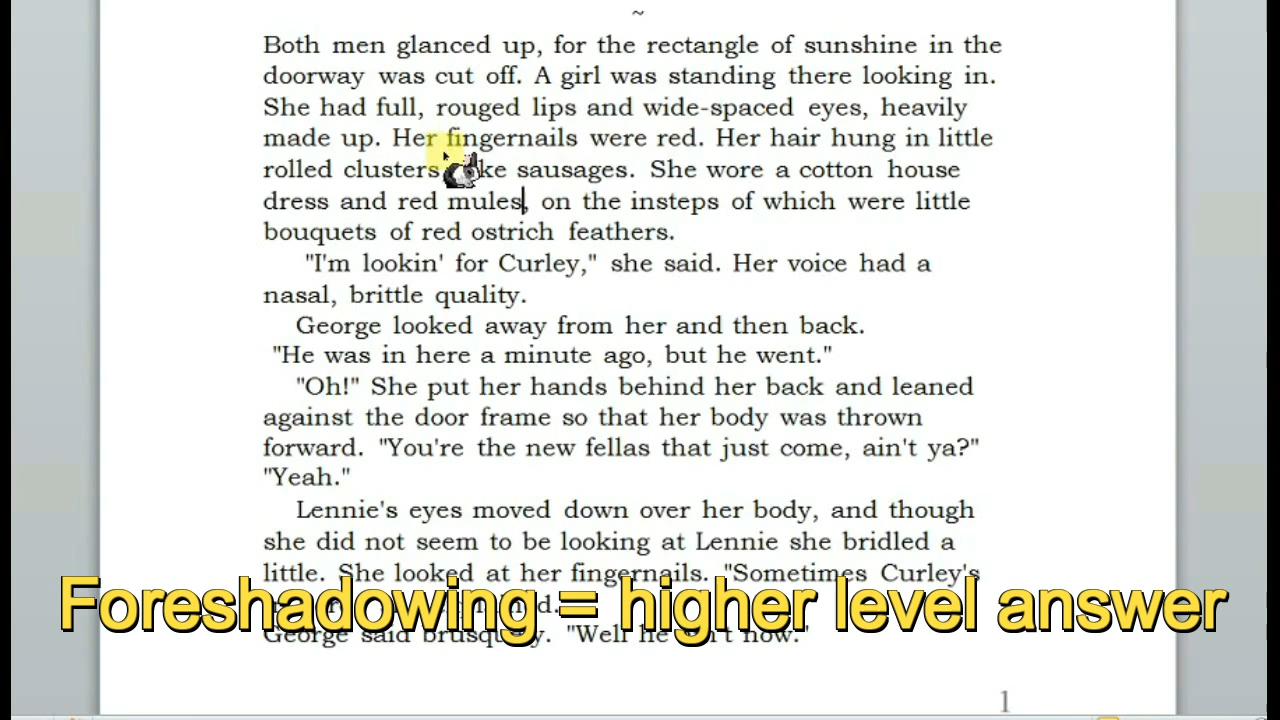 ~
Both men glanced up, for the rectangle of sunshine in the
doorway was cut off. A girl was standing there looking in.
She had full, rouged lips and wide-spaced eyes, heavily
made up. Her fingernails were red. Her hair hung in little
rolled clusters, like sausages. She wore a cotton house
dress and red mules, on the insteps of which were little
bouquets of red ostrich feathers.
"I'm lookin' for Curley," she said. Her voice had a
nasal, brittle quality.
George looked away from her and then back.
"He was in here a minute ago, but he went."
"Oh!" She put her hands behind her back and leaned
against the door frame so that her body was thrown
forward. "You're the new fellas that just come, ain't ya?"
"Yeah."
Lennie's eyes moved down over her body, and though
she did not seem to be looking at Lennie she bridled a
little. She looked at her fingernails. "Sometimes Curley's
Foreshadowing = higher level answer
George said brusquely. "Well he ain't now."
1